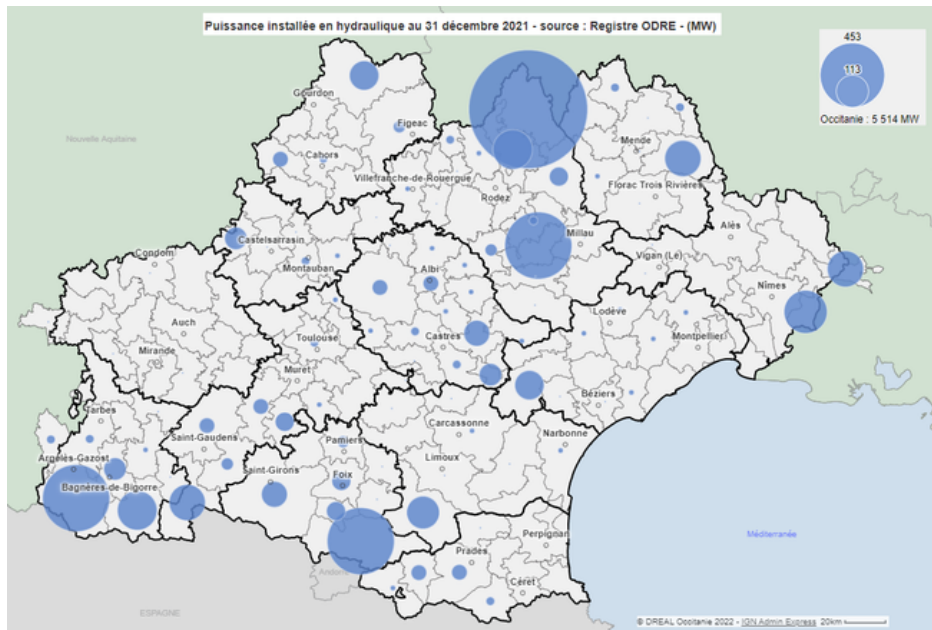 Puissance installée en hydraulique au 31 décembre 2021 - source : Registre ODRE - (MW)
453
113
Occitanie : 5 514 MW
Gourdon
Nouvelle Aquitaine
Figeac
Mende
Cahors
Villefranche-de-Rouergue
Florac Trois Rivières
Rodez
Alès
Castelsarrasin
Millau
Condom
Vigan (Le)
Montauban
Albi
Nîmes
Lodève
Auch
Castres
Montpellier
Toulouse
Mirande
Muret
Béziers
Tarbes
Carcassonne
Saint-Gaudens
Pamiers
Narbonne
Argelès-Gazost
Limoux
Saint-Girons
Foix
Bagnères-de-Bigorre
Perpignan
Méditerranée
Prades
Andorre
Céret
ESPAGNE
© DREAL Occitanie 2022 - IGN Admin Express 20km